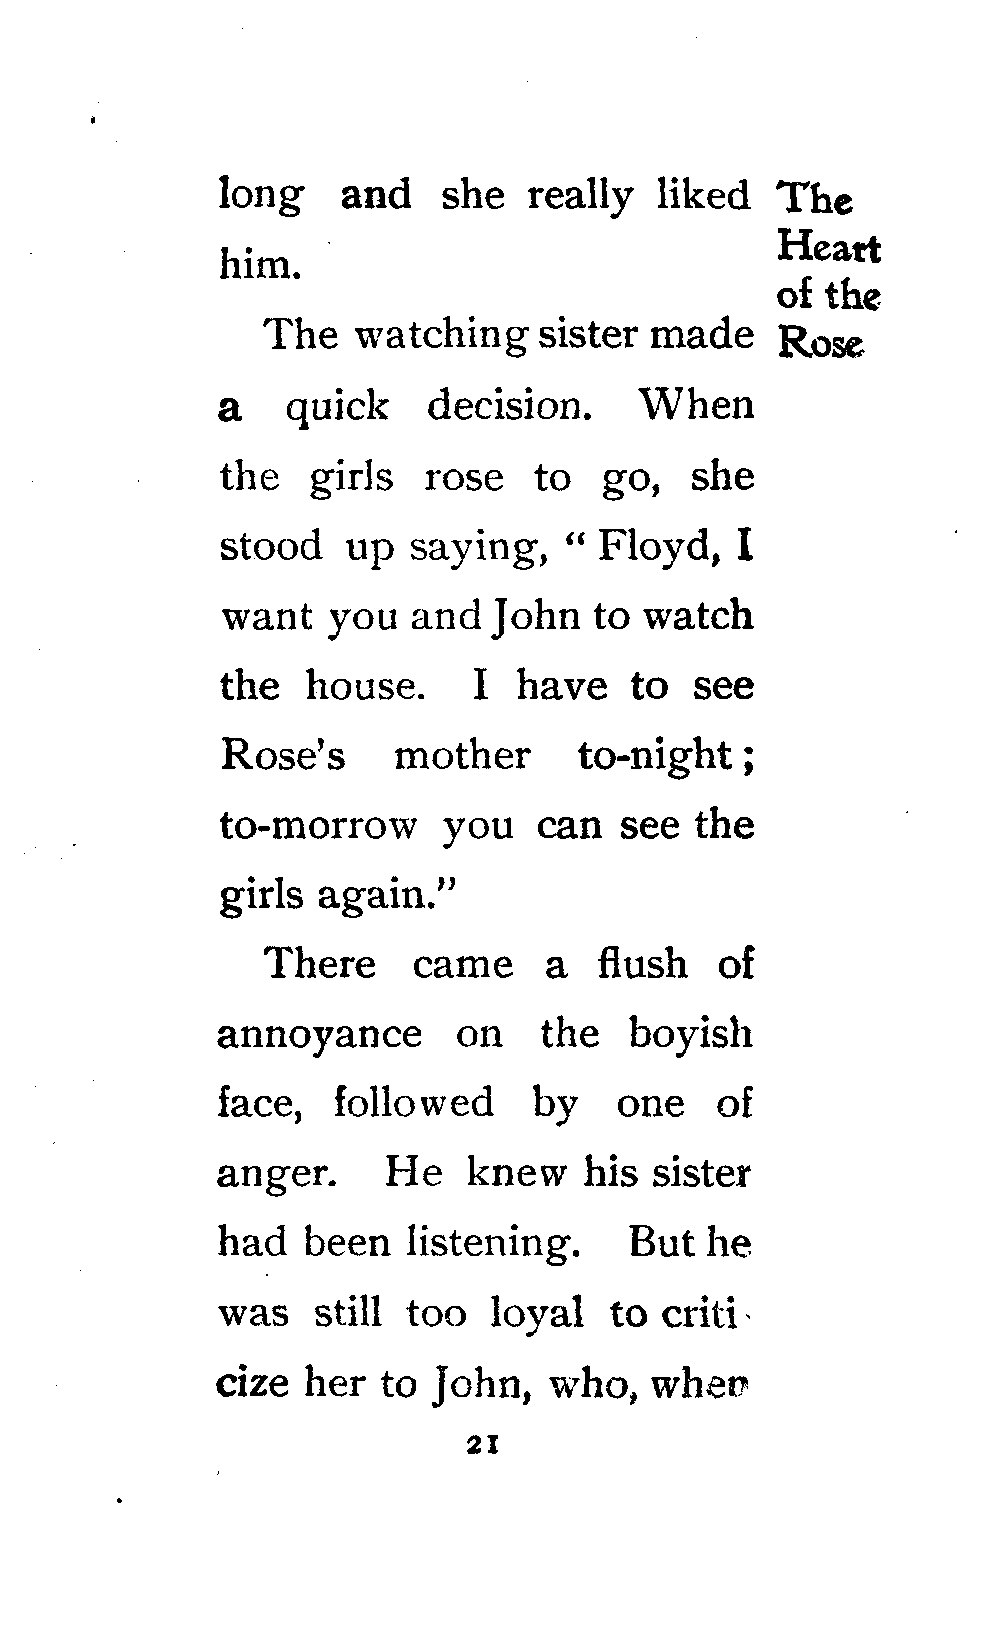 long and she really liked
him.
The watching sister made
a quick decision. When
the girls rose to go, she
stood up saying, “ Floyd, I
want you and John to watch
the house. I have to see
Rose's mother to-night ;
to-morrow you can see the
girls again.”
There came a flush of
annoyance on the boyish
face, followed by one of
anger. He knew his sister
had been listening. But he
was still too loyal to criti-
cize her to John, who, when
The
Heart
of the
Rose
21